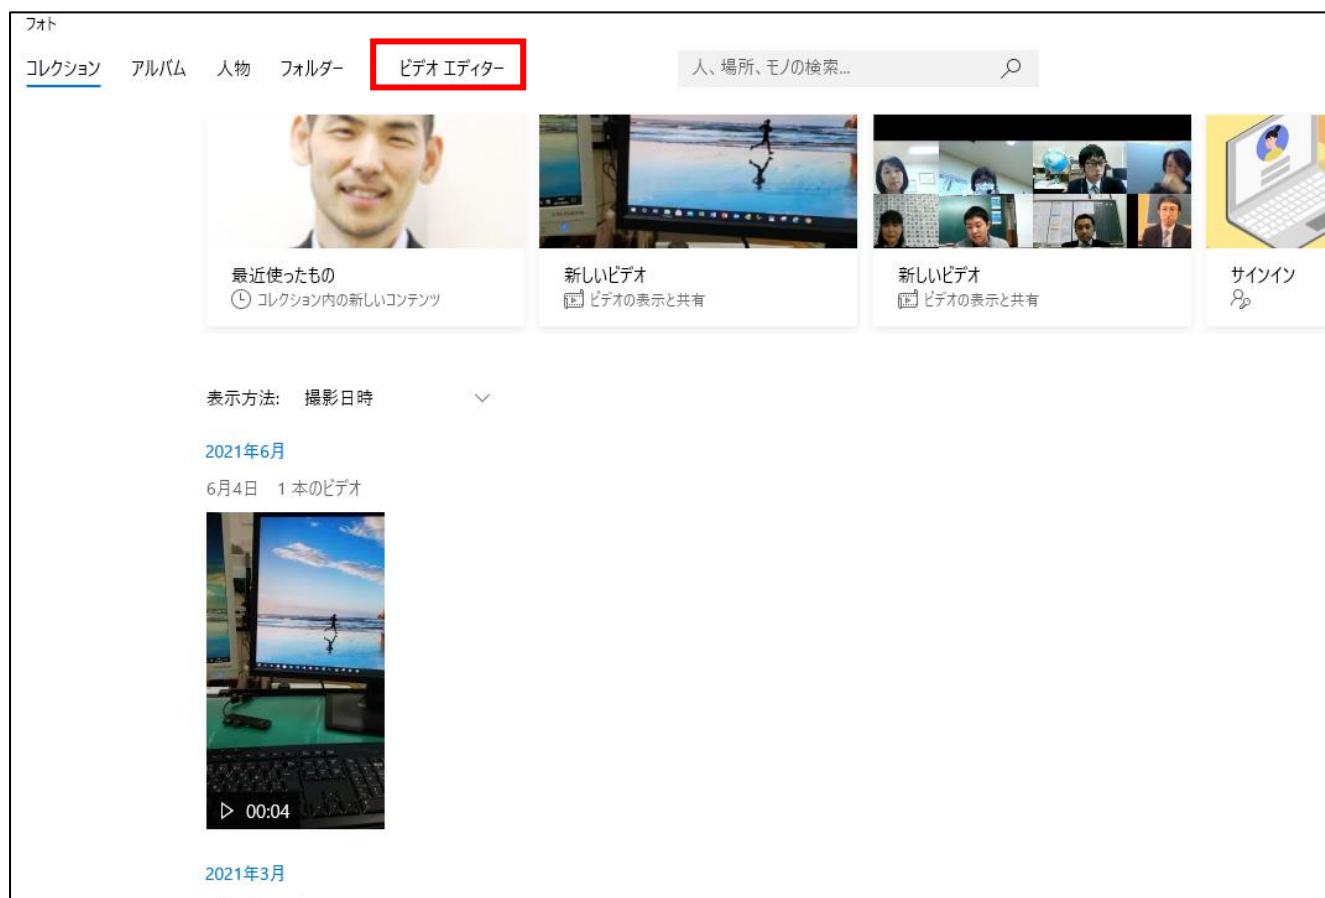 フォト
コレクション アルバム 人物 フォルダー ビデオ エディター 人、場所、モノの検索...
最近使ったもの 新しいビデオ 新しいビデオ サインイン
コレクション内の新しいコンテンツ ビデオの表示と共有 ビデオの表示と共有
表示方法: 撮影日時
2021年6月
6月4日 1 本のビデオ
00:04
2021年3月